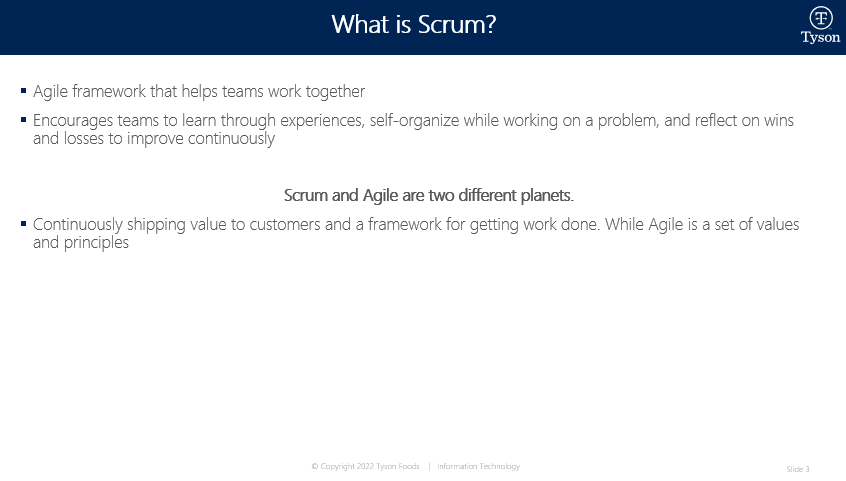 What is Scrum?
Tyson
Agile framework that helps teams work together
Encourages teams to learn through experiences, self-organize while working on a problem, and reflect on wins
and losses to improve continuously
Scrum and Agile are two different planets.
Continuously shipping value to customers and a framework for getting work done. While Agile is a set of values
and principles
© Copyright 2022 Tyson Foods | Information Technology
Slide 3